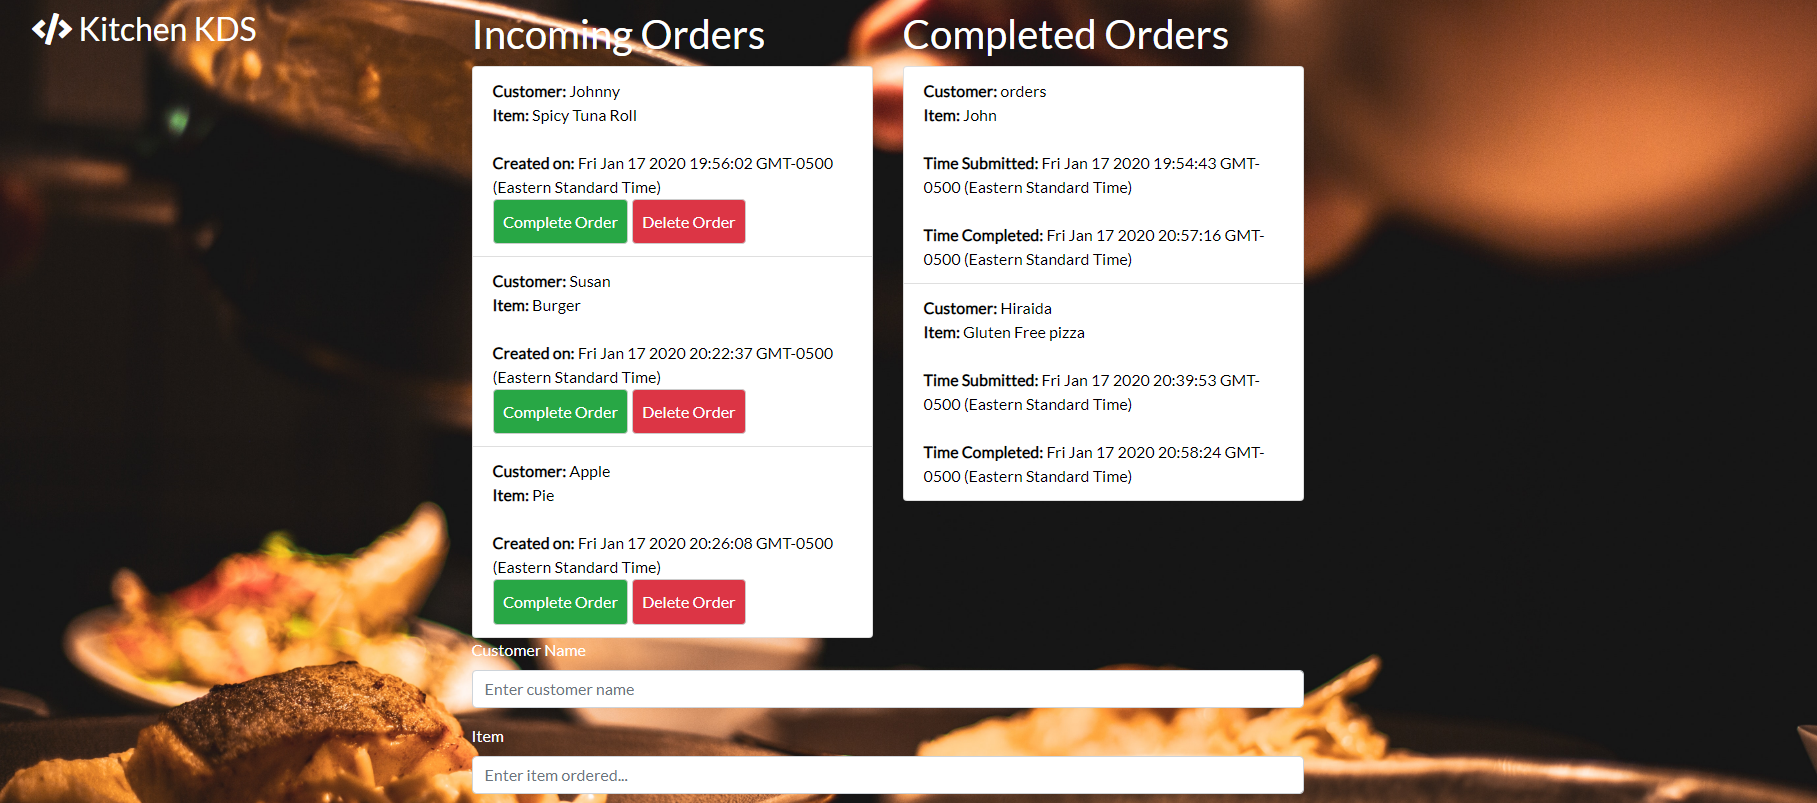 Kitchen KDS
Incoming Orders
Customer: Johnny
Item: Spicy Tuna Roll
Created on: Fri Jan 17 2020 19:56:02 GMT-0500
(Eastern Standard Time)
Complete Order Delete Order
Customer: Susan
Item: Burger
Created on: Fri Jan 17 2020 20:22:37 GMT-0500
(Eastern Standard Time)
Complete Order Delete Order
Customer: Apple
Item: Pie
Created on: Fri Jan 17 2020 20:26:08 GMT-0500
(Eastern Standard Time)
Complete Order Delete Order
Completed Orders
Customer: orders
Item: John
Time Submitted: Fri Jan 17 2020 19:54:43 GMT-
0500 (Eastern Standard Time)
Time Completed: Fri Jan 17 2020 20:57:16 GMT-
0500 (Eastern Standard Time)
Customer: Hiraida
Item: Gluten Free pizza
Time Submitted: Fri Jan 17 2020 20:39:53 GMT-
0500 (Eastern Standard Time)
Time Completed: Fri Jan 17 2020 20:58:24 GMT-
0500 (Eastern Standard Time)
Customer Name
Enter customer name
Item
Enter item ordered...